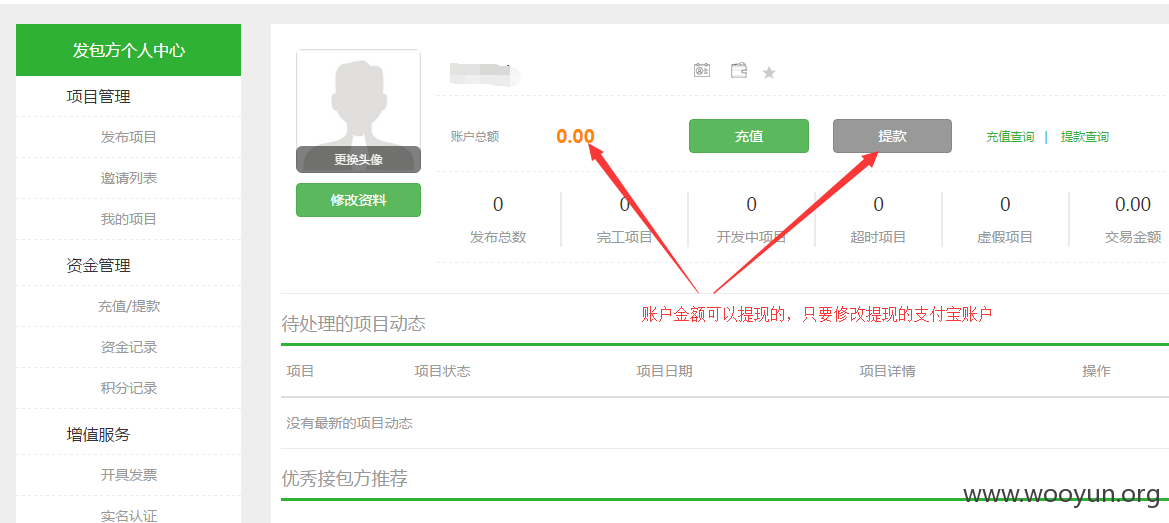 发包方个人中心
项目管理
发布项目
邀请列表
我的项目
资金管理
充值/提款
资金记录
积分记录
增值服务
开具发票
实名认证
更换头像
修改资料
账户总额 0.00 充值 提款 充值查询 | 提款查询
0 0 0 0 0 0.00
发布总数 完工项目 开发中项目 超时项目 虚假项目 交易金额
账户金额可以提现的，只要修改提现的支付宝账户
待处理的项目动态
项目 项目状态 项目日期 项目详情 操作
没有最新的项目动态
优秀接包方推荐
www.wooyun.org